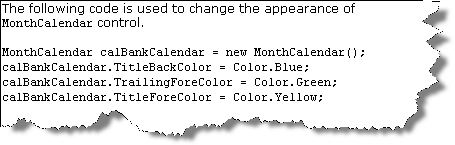 The following code is used to change the appearance of
MonthCalendar control.
MonthCalendar calBankCalendar = new MonthCalendar();
calBankCalendar.TitleBackColor = Color.Blue;
calBankCalendar.TrailingForeColor = Color.Green;
calBankCalendar.TitleForeColor = Color.Yellow;